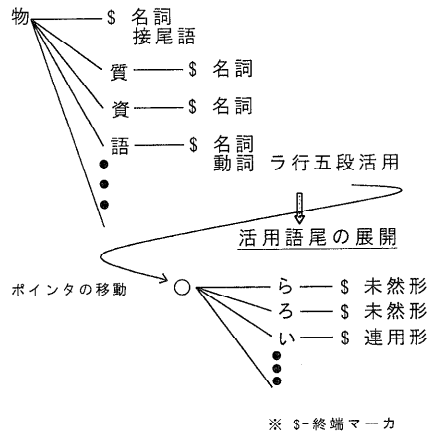 物 $ 名詞
接尾語
質 $ 名詞
資 $ 名詞
語 $ 名詞
動詞 ラ行五段活用
活用語尾の展開
ポインタの移動
ら $ 未然形
ろ $ 未然形
い $ 連用形
※ $-終端マーカ